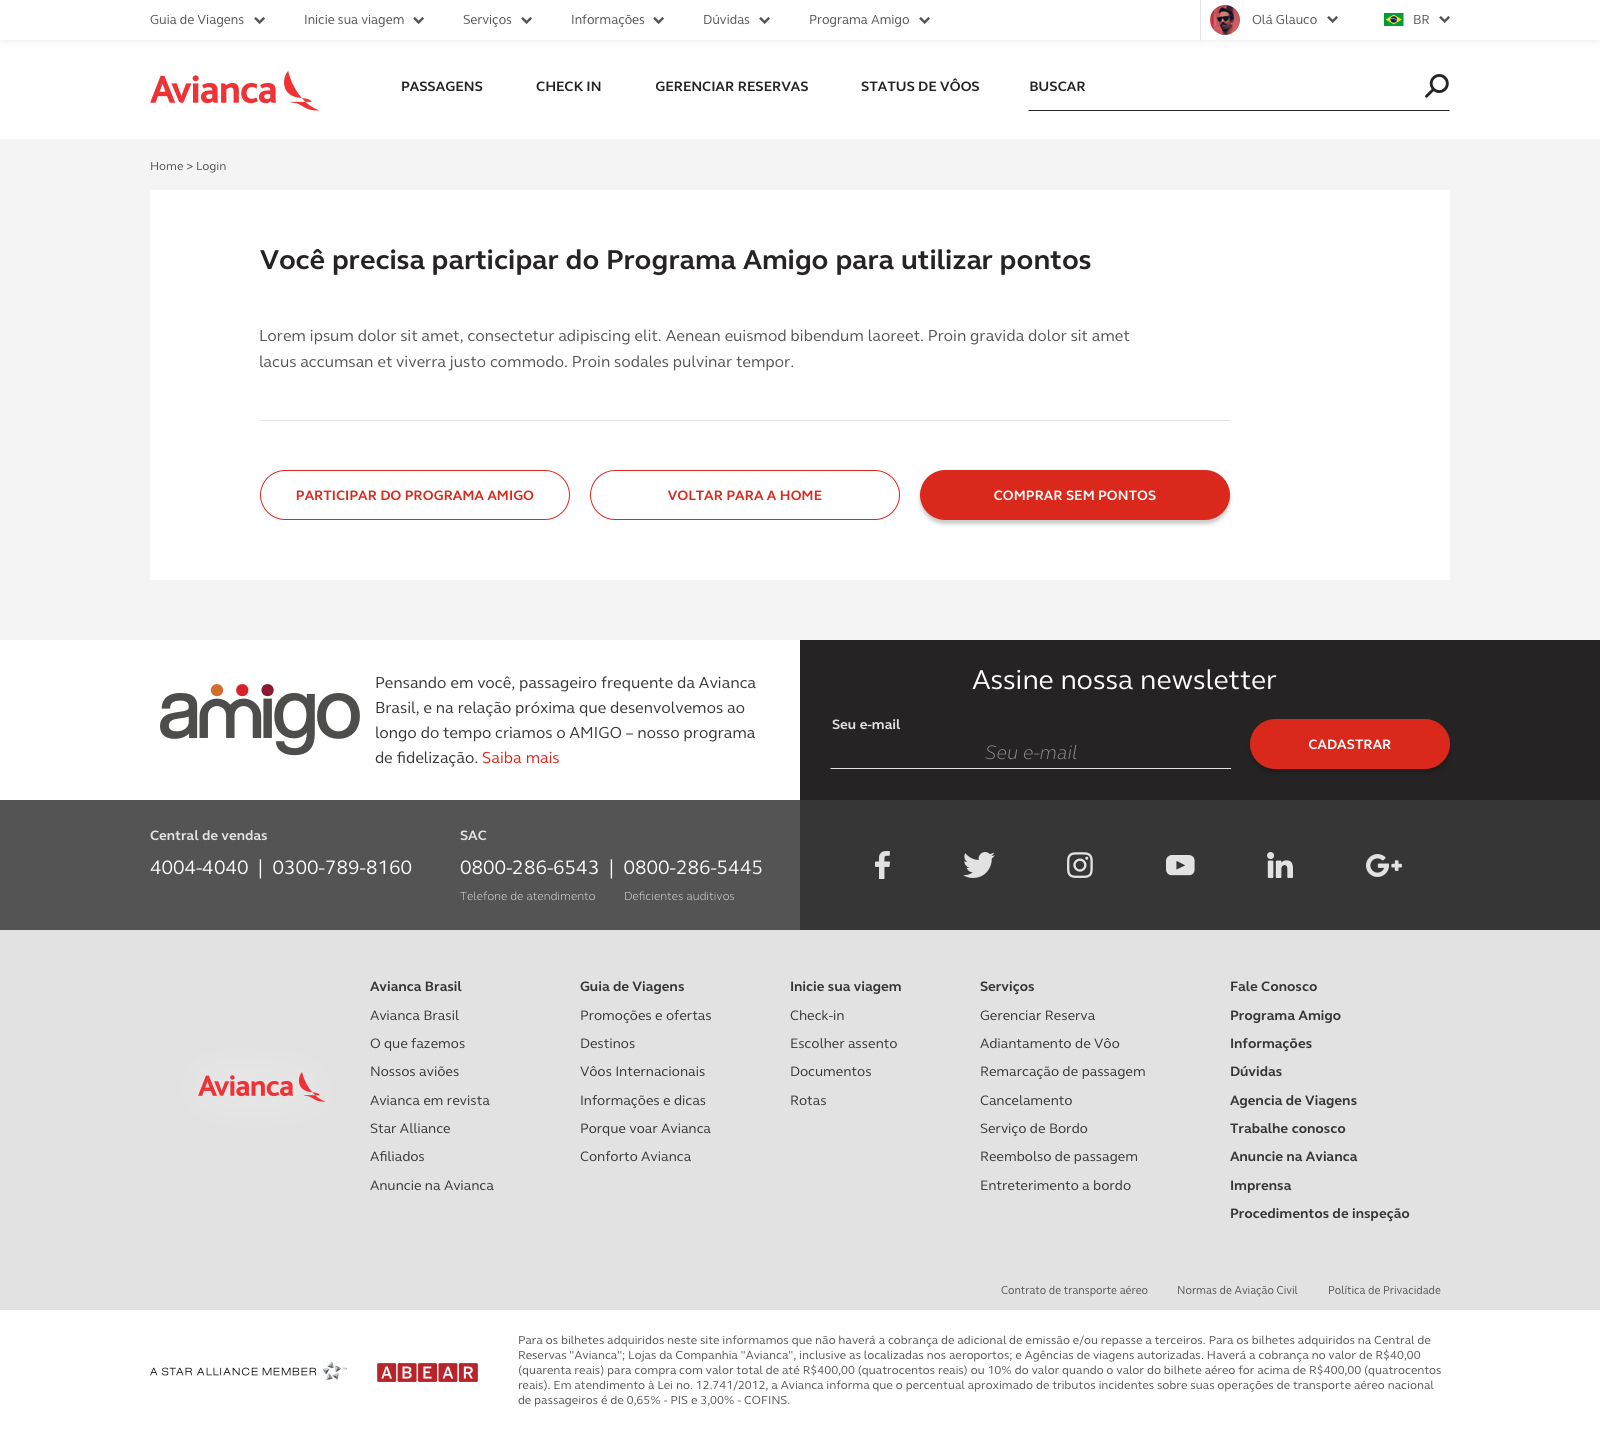 Guia de Viagens Inicie sua viagem Serviços Informações Dúvidas Programa Amigo Olá Glauco BR
Avianca PASSAGENS CHECK IN GERENCIAR RESERVAS STATUS DE VÔOS BUSCAR
Home > Login
Você precisa participar do Programa Amigo para utilizar pontos
Lorem ipsum dolor sit amet, consectetur adipiscing elit. Aenean euismod bibendum laoreet. Proin gravida dolor sit amet
lacus accumsan et viverra justo commodo. Proin sodales pulvinar tempor.
PARTICIPAR DO PROGRAMA AMIGO VOLTAR PARA A HOME COMPRAR SEM PONTOS
amigo
Pensando em você, passageiro frequente da Avianca
Brasil, e na relação próxima que desenvolvemos ao
longo do tempo criamos o AMIGO – nosso programa
de fidelização. Saiba mais
Assine nossa newsletter
Seu e-mail
Seu e-mail
CADASTRAR
Central de vendas
4004-4040 | 0300-789-8160
SAC
0800-286-6543 | 0800-286-5445
Telefone de atendimento Deficientes auditivos
Avianca
Avianca Brasil
Avianca Brasil
O que fazemos
Nossos aviões
Avianca em revista
Star Alliance
Afiliados
Anuncie na Avianca
Guia de Viagens
Promoções e ofertas
Destinos
Vôos Internacionais
Informações e dicas
Porque voar Avianca
Conforto Avianca
Inicie sua viagem
Check-in
Escolher assento
Documentos
Rotas
Serviços
Gerenciar Reserva
Adiantamento de Vôo
Remarcação de passagem
Cancelamento
Serviço de Bordo
Reembolso de passagem
Entreterimento a bordo
Fale Conosco
Programa Amigo
Informações
Dúvidas
Agencia de Viagens
Trabalhe conosco
Anuncie na Avianca
Imprensa
Procedimentos de inspeção
Contrato de transporte aéreo Normas de Aviação Civil Política de Privacidade
A STAR ALLIANCE MEMBER
ABEAR
Para os bilhetes adquiridos neste site informamos que não haverá a cobrança de adicional de emissão e/ou repasse a terceiros. Para os bilhetes adquiridos na Central de
Reservas "Avianca"; Lojas da Companhia "Avianca", inclusive as localizadas nos aeroportos; e Agências de viagens autorizadas. Haverá a cobrança no valor de R$40,00
(quarenta reais) para compra com valor total de até R$400,00 (quatrocentos reais) ou 10% do valor quando o valor do bilhete aéreo for acima de R$400,00 (quatrocentos
reais). Em atendimento à Lei no. 12.741/2012, a Avianca informa que o percentual aproximado de tributos incidentes sobre suas operações de transporte aéreo nacional
de passageiros é de 0,65% - PIS e 3,00% - COFINS.